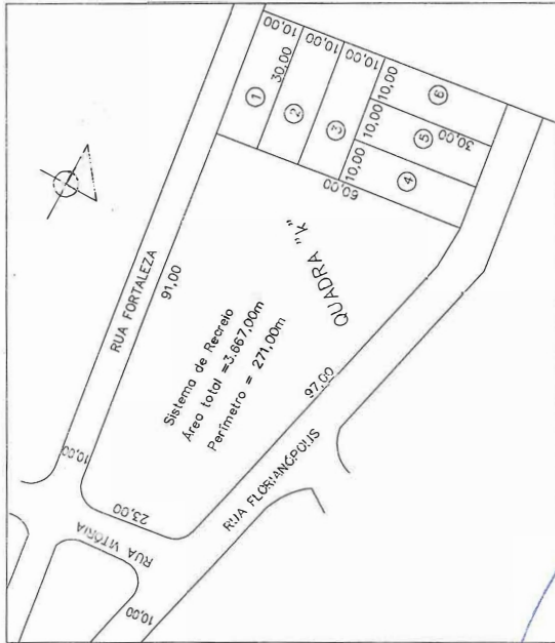 RUA FORTALEZA
91,00
Sistema de Recreio
Área total =3.667,00m
Perímetro = 271,00m
QUADRA "k"
97,00
RUA FLORIANÓPOLIS
RUA VITÓRIA
23,00
10,00
10,00
60,00
10,00
10,00
10,00
30,00
10,00
10,00
10,00
30,00
1
2
3
4
5
6